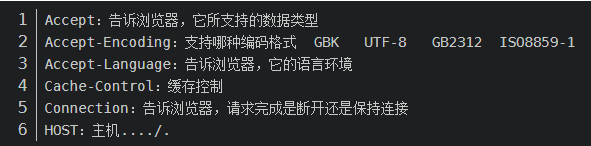 1 Accept：告诉浏览器，它所支持的数据类型
2 Accept-Encoding：支持哪种编码格式 GBK UTF-8 GB2312 ISO8859-1
3 Accept-Language：告诉浏览器，它的语言环境
4 Cache-Control：缓存控制
5 Connection：告诉浏览器，请求完成是断开还是保持连接
6 HOST：主机..../.